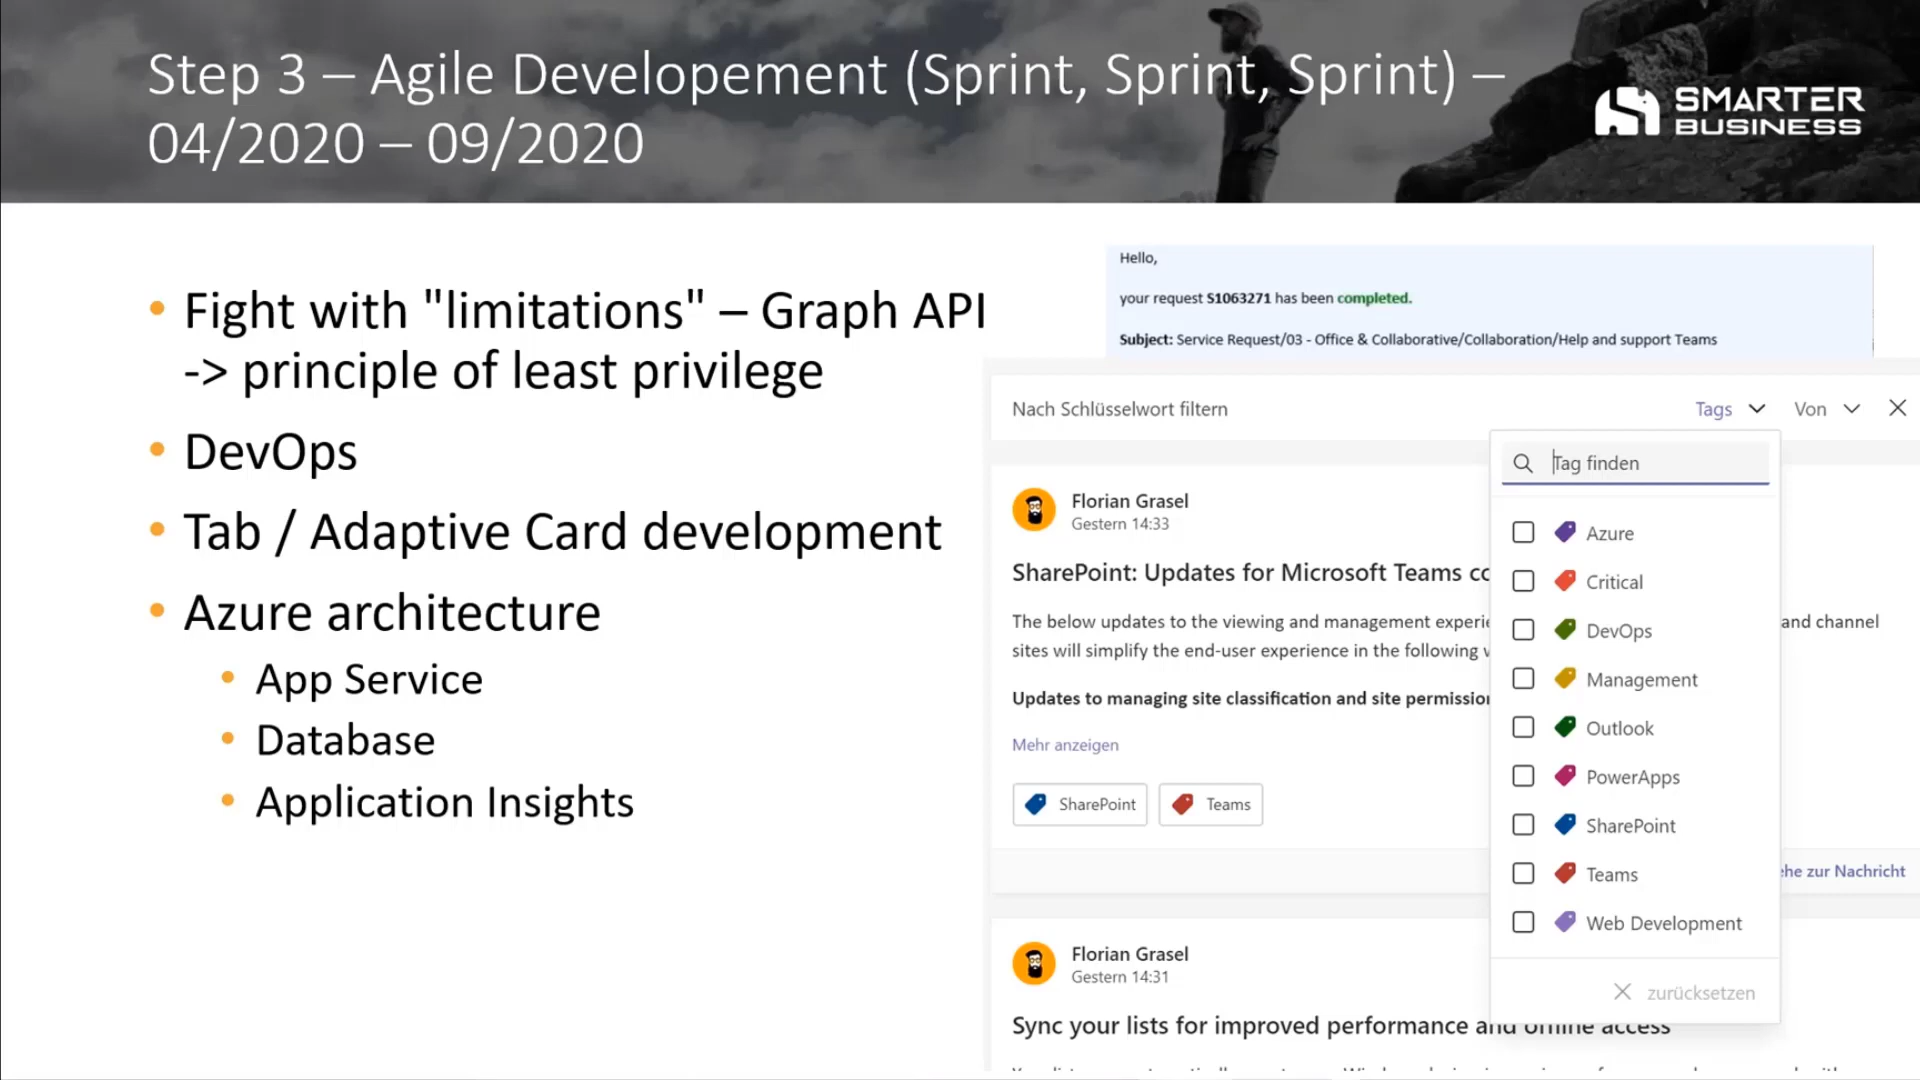 Step 3 – Agile Developement (Sprint, Sprint, Sprint) –
04/2020 – 09/2020
SMARTER
BUSINESS
• Fight with "limitations" – Graph API
-> principle of least privilege
• DevOps
• Tab / Adaptive Card development
• Azure architecture
• App Service
• Database
• Application Insights
Hello,
your request S1063271 has been completed.
Subject: Service Request/03 - Office & Collaborative/Collaboration/Help and support Teams
Nach Schlüsselwort filtern
Tags
Von
Tag finden
Azure
Critical
DevOps
Management
Outlook
PowerApps
SharePoint
Teams
Web Development
zurücksetzen
Florian Grasel
Gestern 14:33
SharePoint: Updates for Microsoft Teams
The below updates to the viewing and management and channel
sites will simplify the end-user experience in the following
Updates to managing site classification and site
Mehr anzeigen
SharePoint
Teams
zur Nachricht
Florian Grasel
Gestern 14:31
Sync your lists for improved performance and offline access